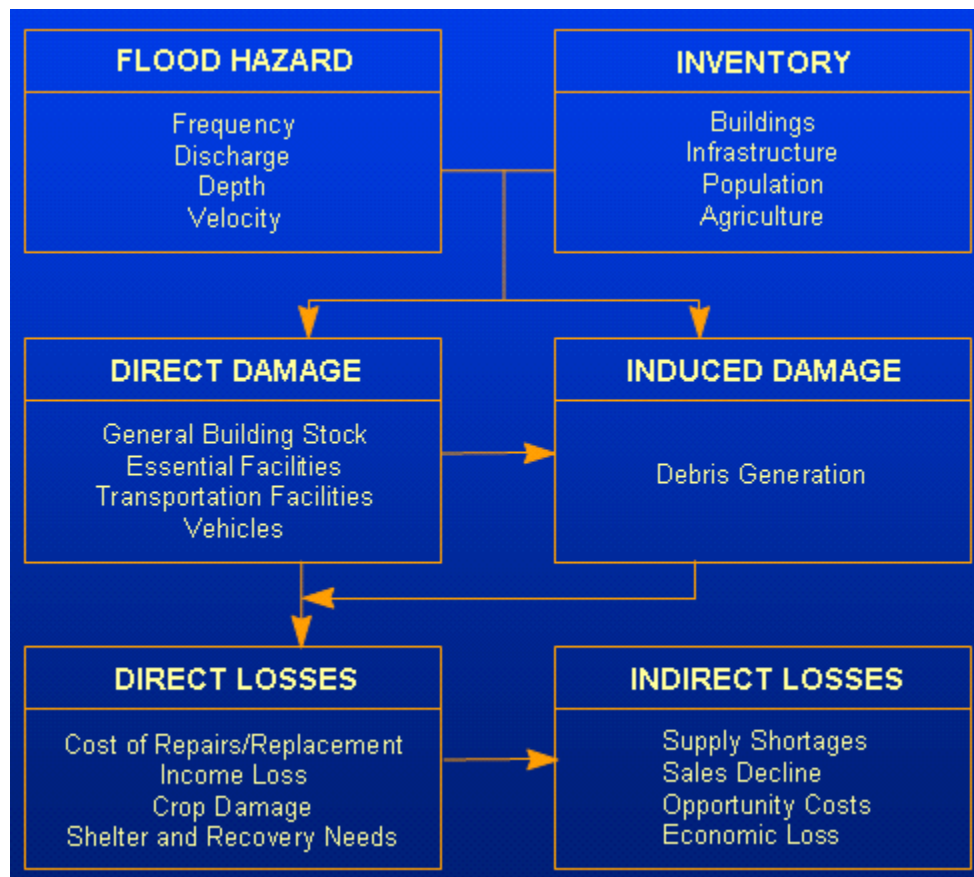 FLOOD HAZARD
Frequency
Discharge
Depth
Velocity
INVENTORY
Buildings
Infrastructure
Population
Agriculture
DIRECT DAMAGE
General Building Stock
Essential Facilities
Transportation Facilities
Vehicles
INDUCED DAMAGE
Debris Generation
DIRECT LOSSES
Cost of Repairs/Replacement
Income Loss
Crop Damage
Shelter and Recovery Needs
INDIRECT LOSSES
Supply Shortages
Sales Decline
Opportunity Costs
Economic Loss